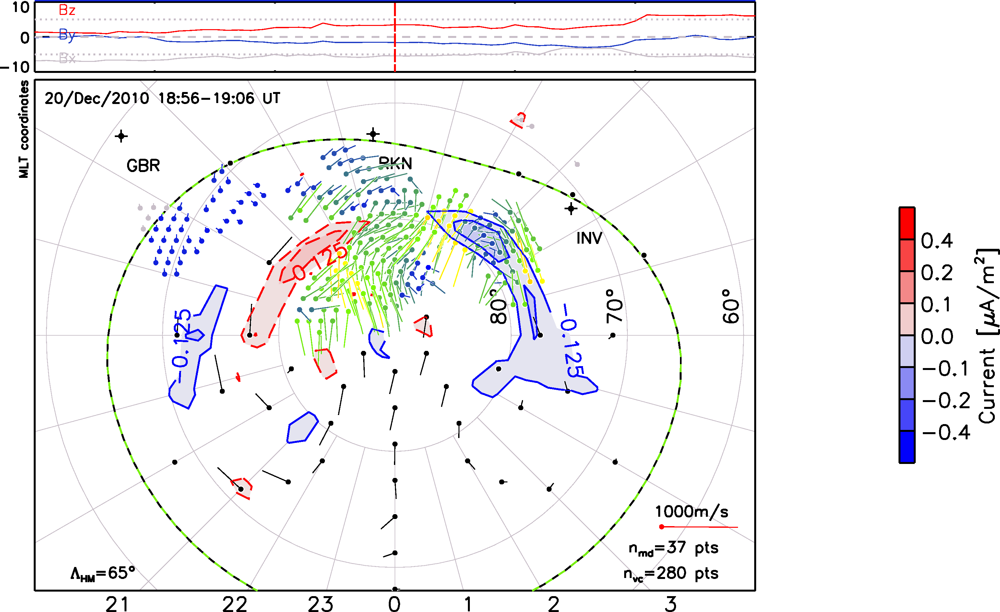 10
Bz
By
0
Bx
-10
MLT coordinates
20/Dec/2010 18:56-19:06 UT
GBR
RKN
INV
0.125
-0.125
-0.125
80°
70°
60°
1000m/s
n_md=37 pts
n_vc=280 pts
Λ_HM=65°
21 22 23 0 1 2 3
0.4
0.2
0.1
0.0
-0.1
-0.2
-0.4
Current [μA/m²]